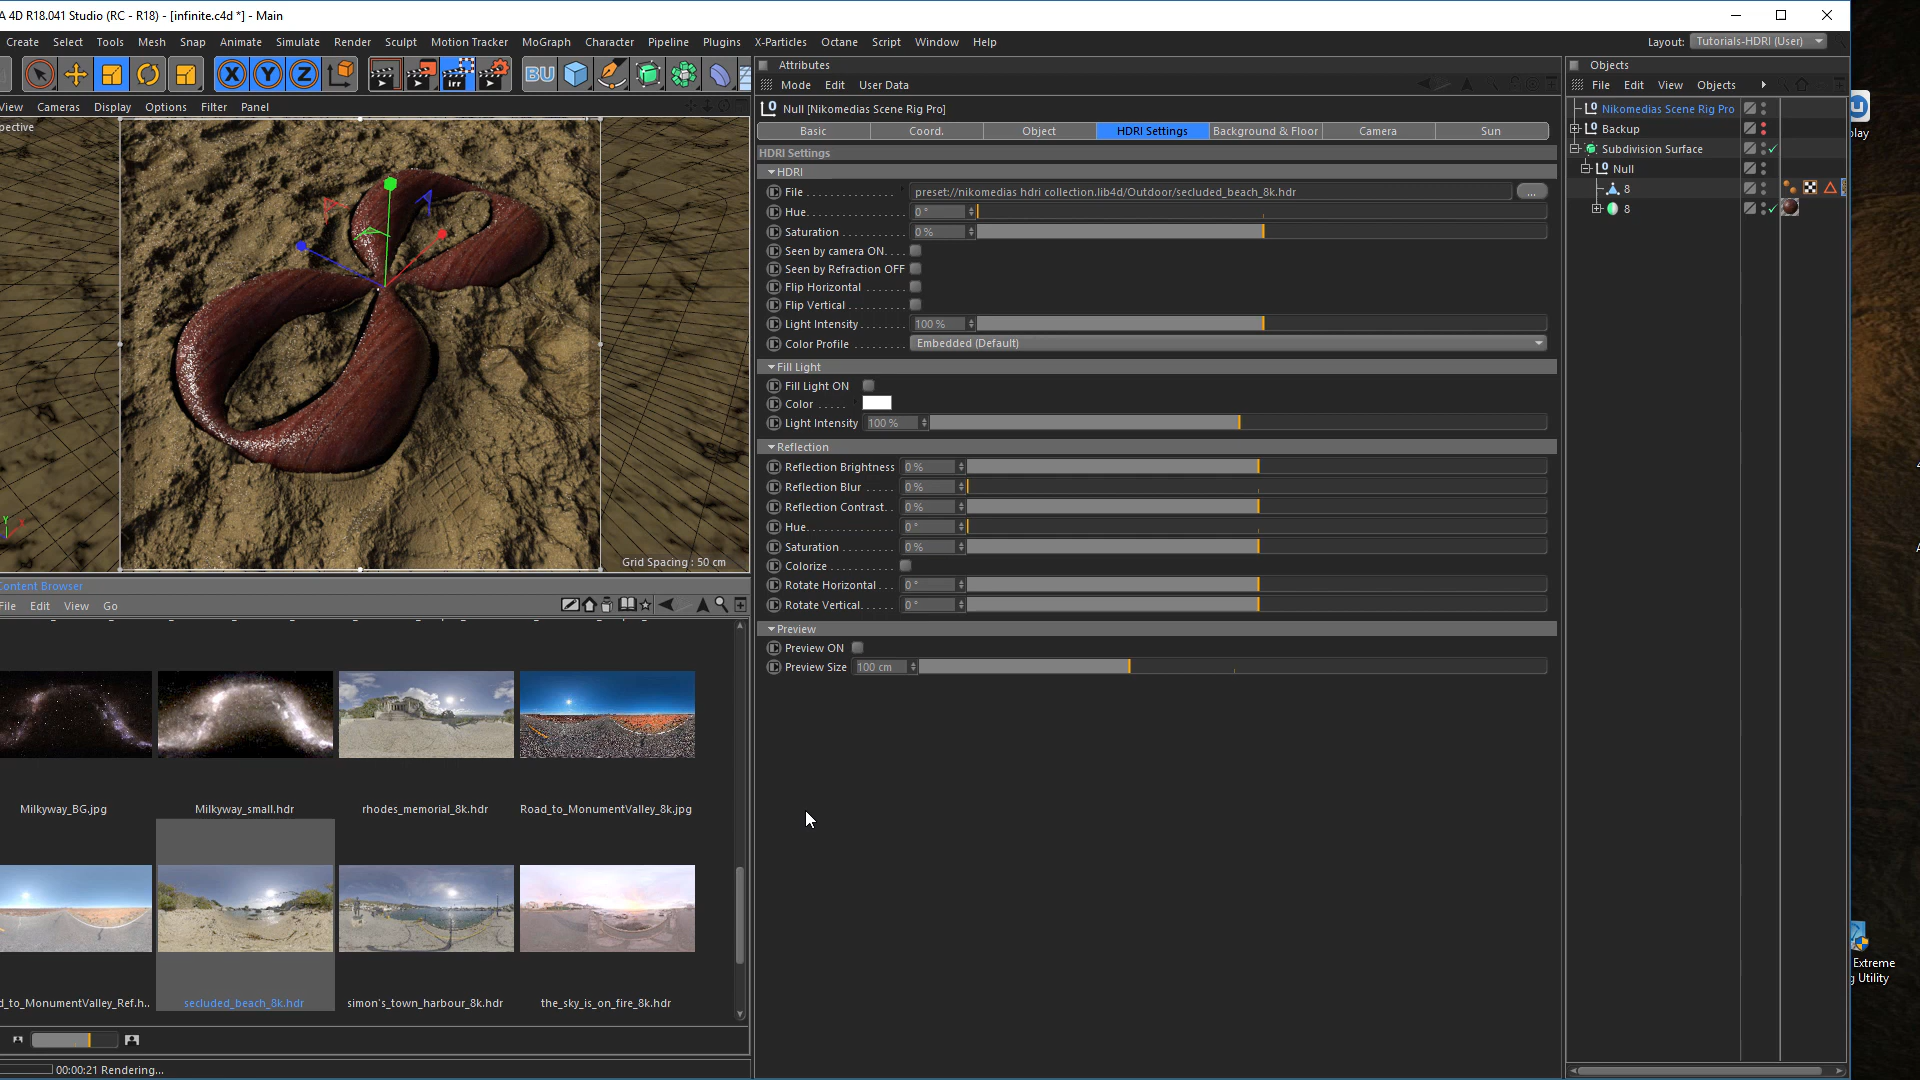 A 4D R18.041 Studio (RC - R18) - [infinite.c4d *] - Main
Create Select Tools Mesh Snap Animate Simulate Render Sculpt Motion Tracker MoGraph Character Pipeline Plugins X-Particles Octane Script Window Help
Layout: Tutorials-HDRI (User)
X Y Z
irr
BU
View Cameras Display Options Filter Panel
pective
Y X
Grid Spacing : 50 cm
Content Browser
File Edit View Go
Milkyway_BG.jpg
Milkyway_small.hdr
rhodes_memorial_8k.hdr
Road_to_MonumentValley_8k.jpg
d_to_MonumentValley_Ref.h..
secluded_beach_8k.hdr
simon's_town_harbour_8k.hdr
the_sky_is_on_fire_8k.hdr
00:00:21 Rendering...
Attributes
Mode Edit User Data
Null [Nikomedias Scene Rig Pro]
Basic Coord. Object HDRI Settings Background & Floor Camera Sun
HDRI Settings
HDRI
File preset://nikomedias hdri collection.lib4d/Outdoor/secluded_beach_8k.hdr ...
Hue 0 °
Saturation 0 %
Seen by camera ON
Seen by Refraction OFF
Flip Horizontal
Flip Vertical
Light Intensity 100 %
Color Profile Embedded (Default)
Fill Light
Fill Light ON
Color
Light Intensity 100 %
Reflection
Reflection Brightness 0 %
Reflection Blur 0 %
Reflection Contrast 0 %
Hue 0 °
Saturation 0 %
Colorize
Rotate Horizontal 0 °
Rotate Vertical 0 °
Preview
Preview ON
Preview Size 100 cm
Objects
File Edit View Objects
Nikomedias Scene Rig Pro
Backup
Subdivision Surface
Null
8
8
play
Extreme
g Utility